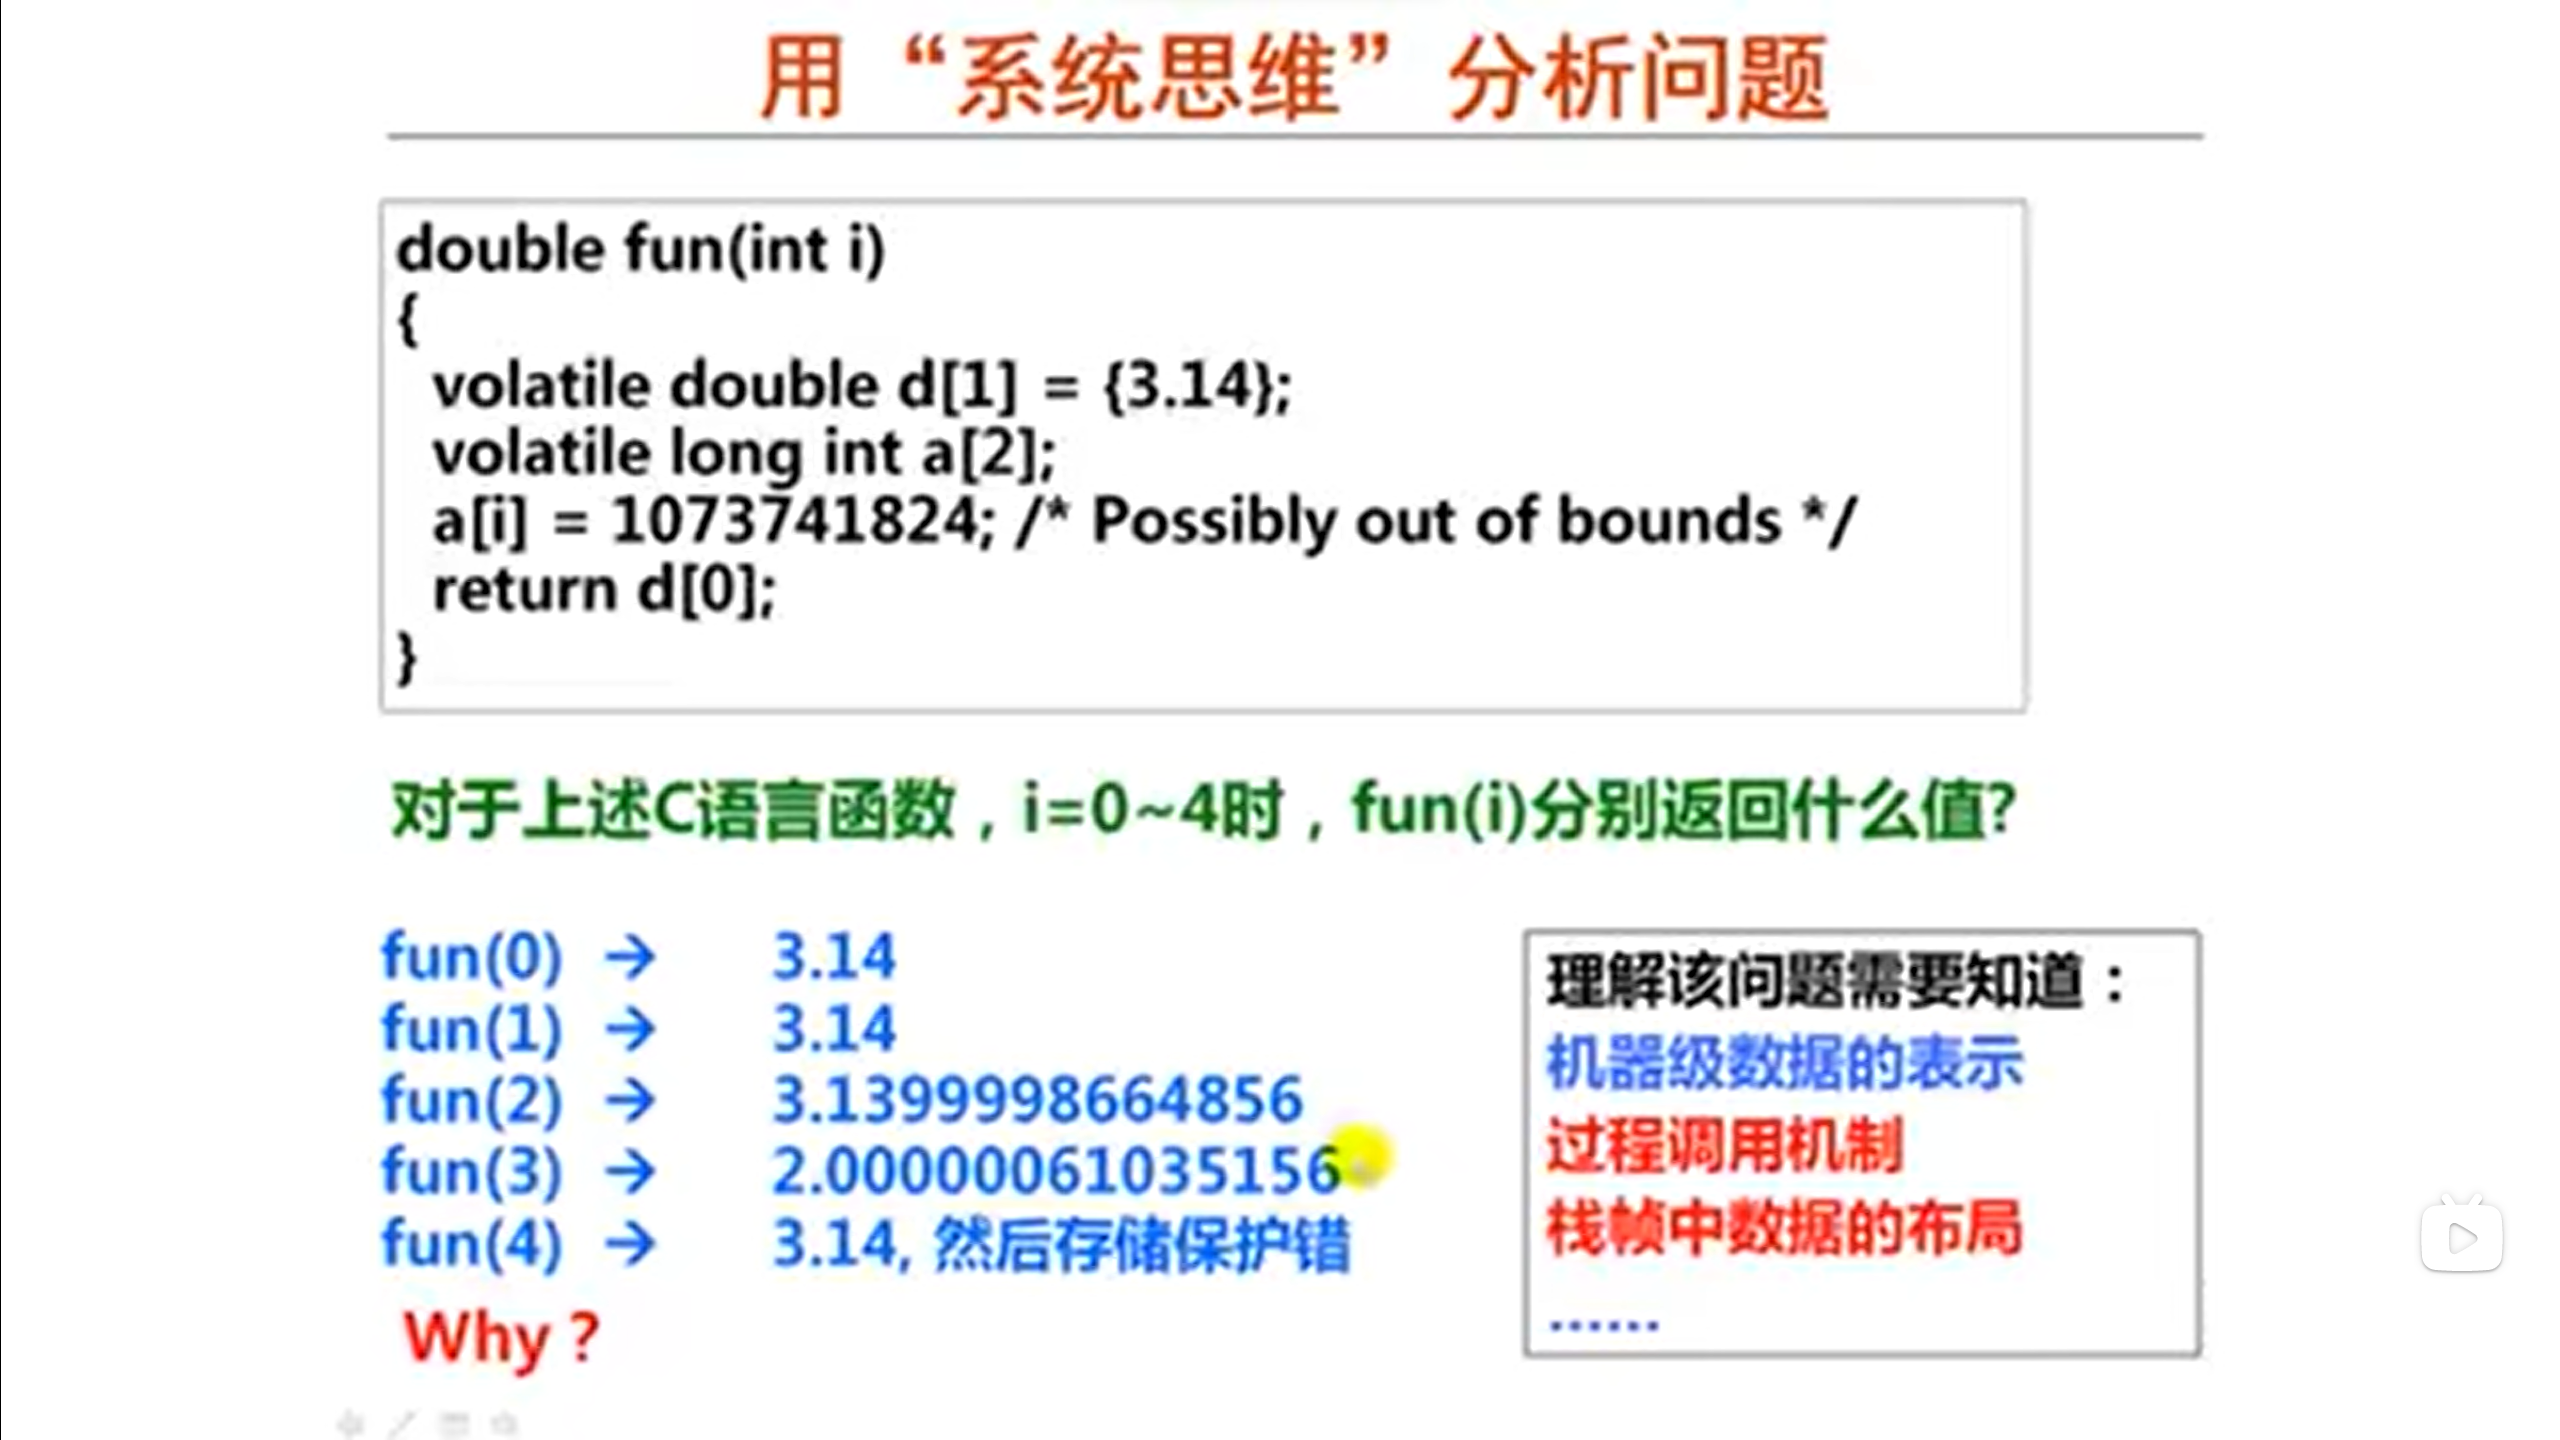 用“系统思维”分析问题
double fun(int i)
{
volatile double d[1] = {3.14};
volatile long int a[2];
a[i] = 1073741824; /* Possibly out of bounds */
return d[0];
}
对于上述C语言函数，i=0~4时，fun(i)分别返回什么值?
fun(0) → 3.14
fun(1) → 3.14
fun(2) → 3.1399998664856
fun(3) → 2.00000061035156
fun(4) → 3.14, 然后存储保护错
Why？
理解该问题需要知道：
机器级数据的表示
过程调用机制
栈帧中数据的布局
……